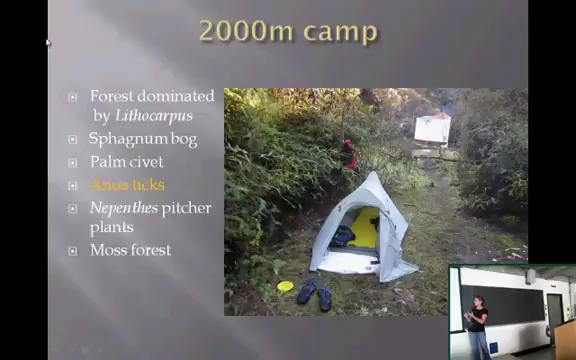 2000m camp
Forest dominated
by Lithocarpus
Sphagnum bog
Palm civet
Anoa ticks
Nepenthes pitcher
plants
Moss forest